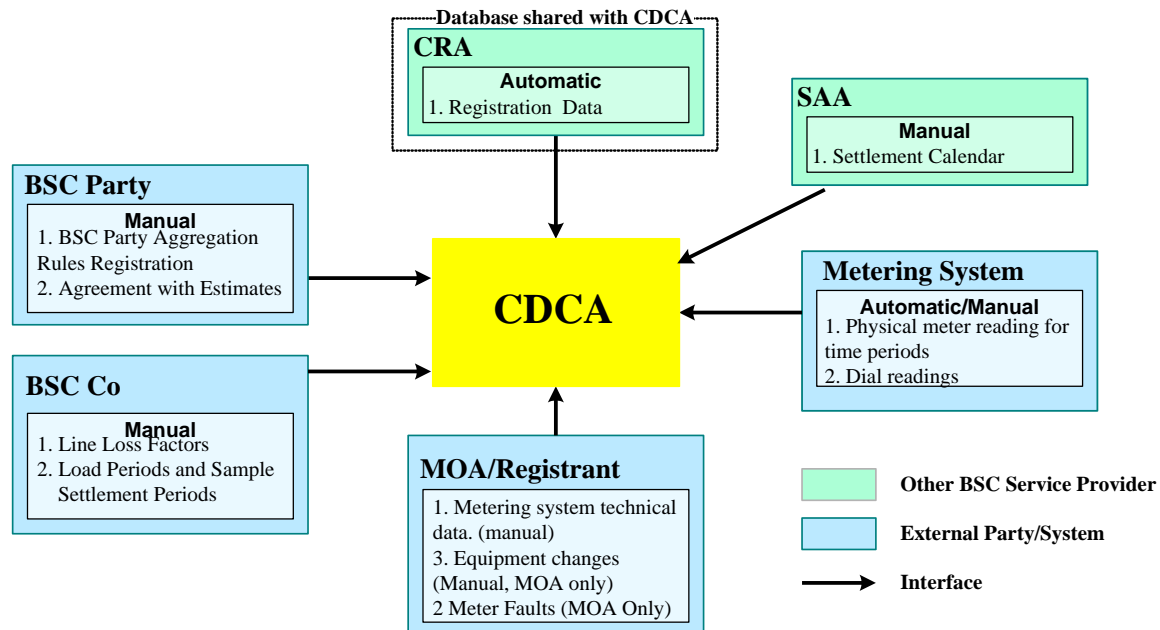 Database shared with CDCA
CRA
Automatic
1. Registration Data
SAA
Manual
1. Settlement Calendar
BSC Party
Manual
1. BSC Party Aggregation
Rules Registration
2. Agreement with Estimates
CDCA
Metering System
Automatic/Manual
1. Physical meter reading for
time periods
2. Dial readings
BSC Co
Manual
1. Line Loss Factors
2. Load Periods and Sample
Settlement Periods
MOA/Registrant
1. Metering system technical
data. (manual)
3. Equipment changes
(Manual, MOA only)
2 Meter Faults (MOA Only)
Other BSC Service Provider
External Party/System
Interface